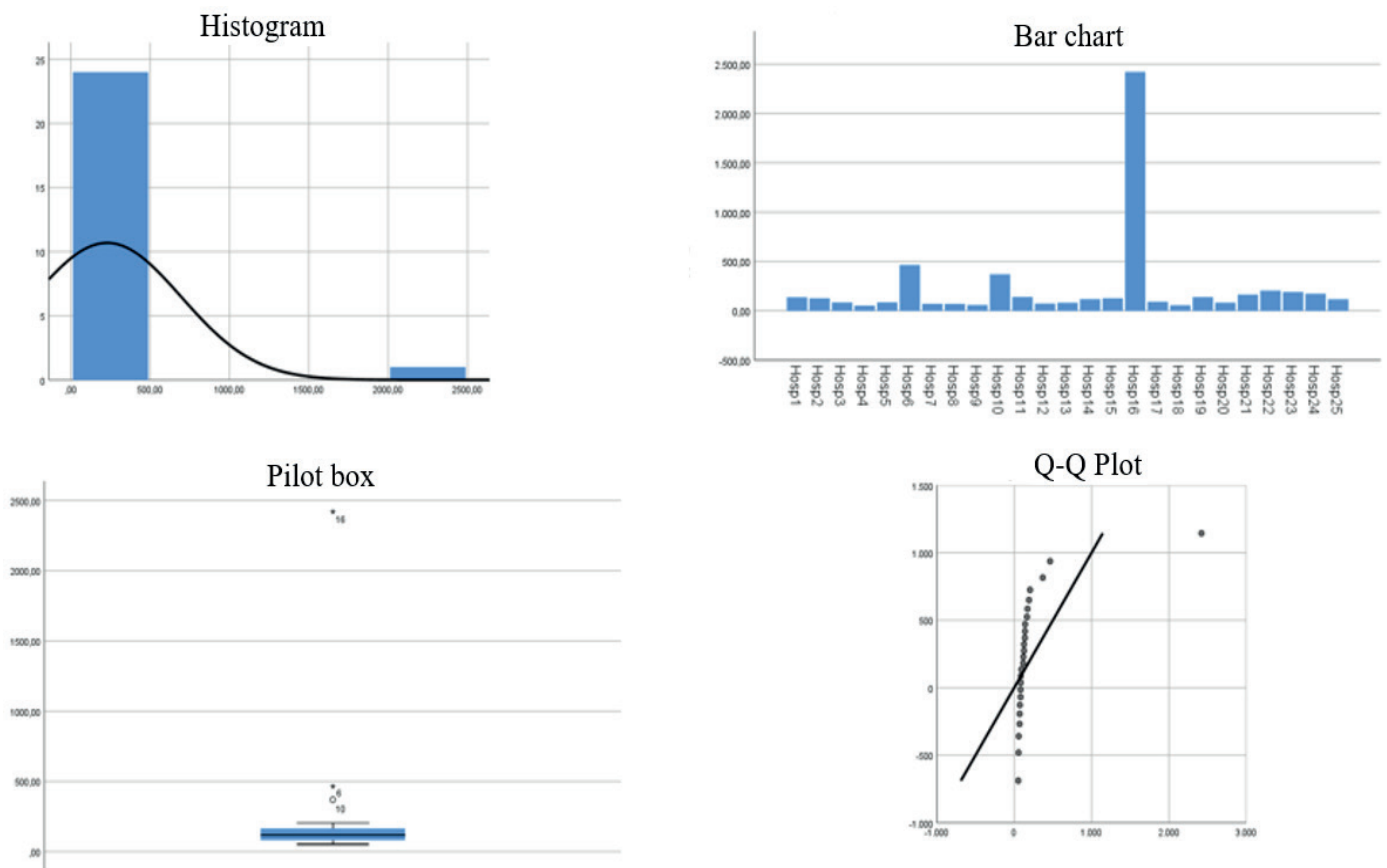 Histogram
25
20
15
10
5
0
,00
500,00
1000,00
1500,00
2000,00
2500,00
Bar chart
2.500,00
2.000,00
1.500,00
1.000,00
500,00
0,00
-500,00
Hosp1
Hosp2
Hosp3
Hosp4
Hosp5
Hosp6
Hosp7
Hosp8
Hosp9
Hosp10
Hosp11
Hosp12
Hosp13
Hosp14
Hosp15
Hosp16
Hosp17
Hosp18
Hosp19
Hosp20
Hosp21
Hosp22
Hosp23
Hosp24
Hosp25
Pilot box
2500,00
2000,00
1500,00
1000,00
500,00
,00
16
6
10
Q-Q Plot
1.500
1.000
500
0
-500
-1.000
-1.000
0
1.000
2.000
3.000